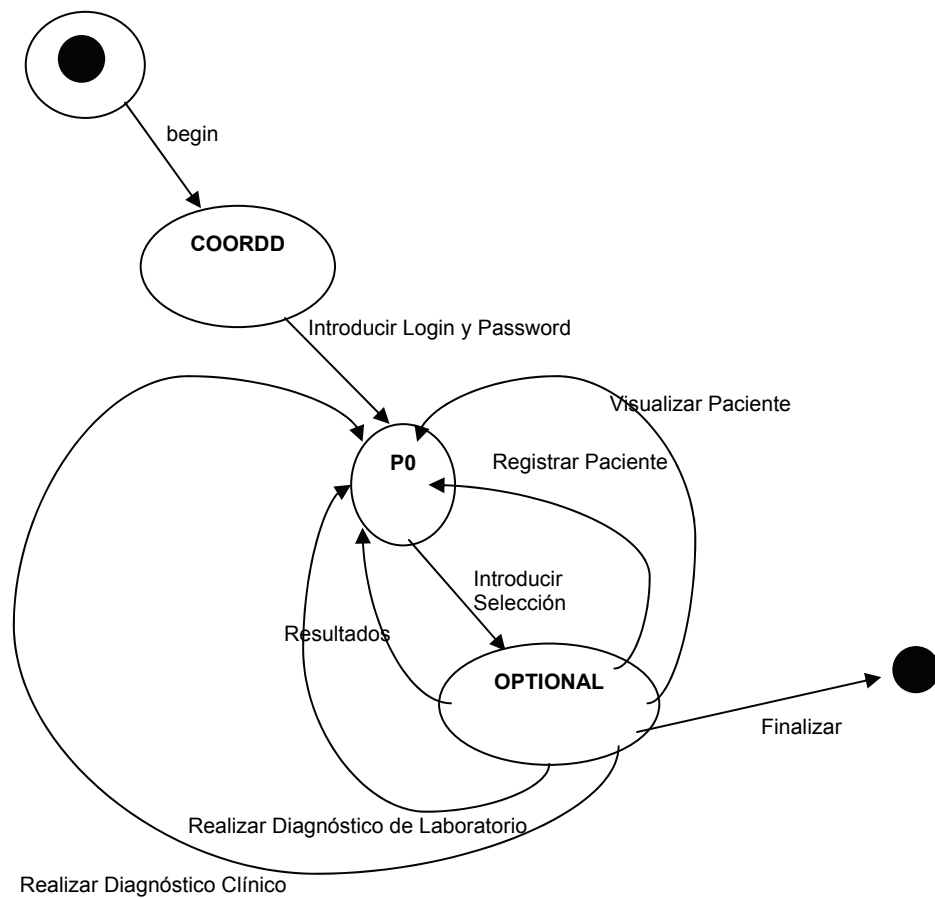 begin
COORDD
Introducir Login y Password
Visualizar Paciente
P0
Registrar Paciente
Introducir
Selección
Resultados
OPTIONAL
Finalizar
Realizar Diagnóstico de Laboratorio
Realizar Diagnóstico Clínico